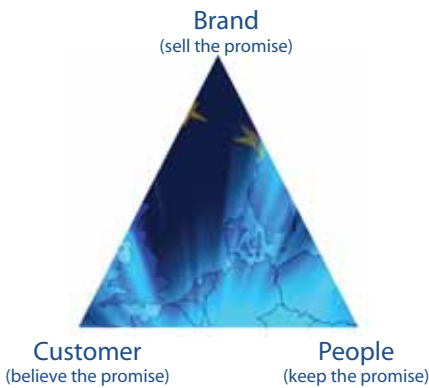 Brand
(sell the promise)
Customer
(believe the promise)
People
(keep the promise)